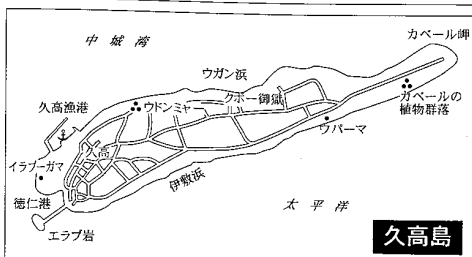 カベール岬
中城湾
ウガン浜
クボー御嶽
久高漁港
ウドンミャー
カベールの
植物群落
久高
ウパーマ
イラブーガマ
伊敷浜
徳仁港
太平洋
エラブ岩
久高島